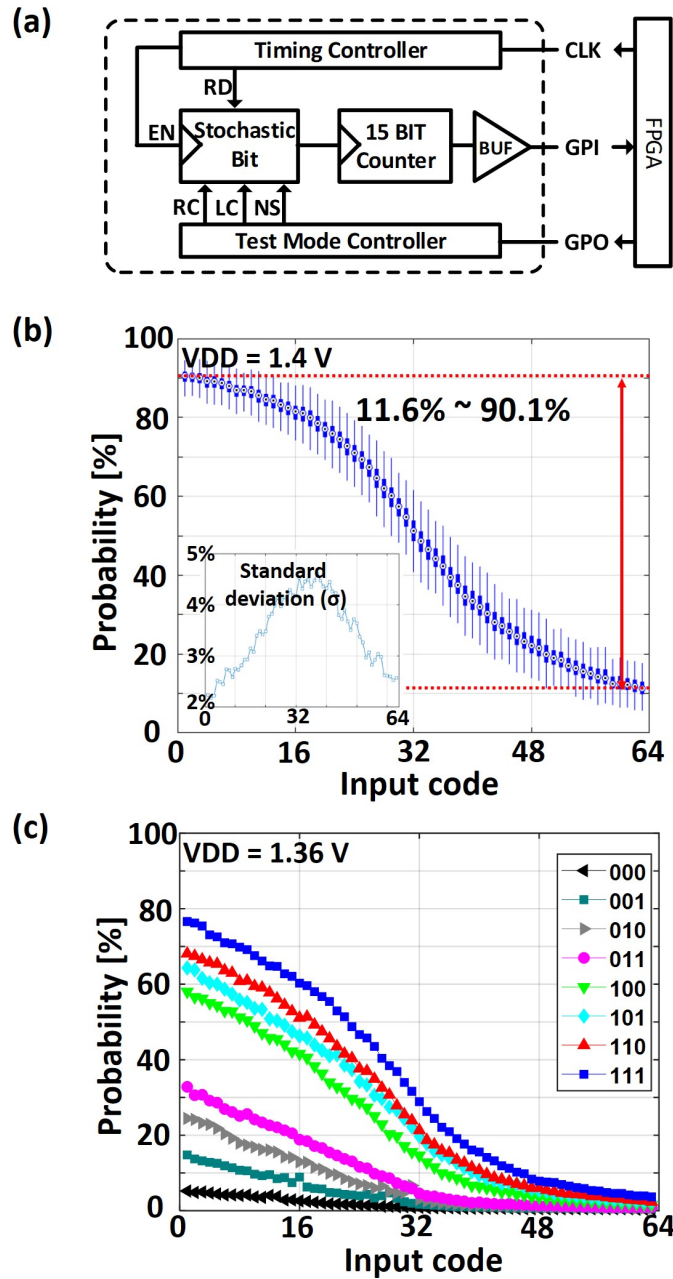 (a)
Timing Controller
CLK
RD
EN
Stochastic
Bit
15 BIT
Counter
BUF
GPI
FPGA
RC LC NS
Test Mode Controller
GPO
(b)
VDD = 1.4 V
11.6% ~ 90.1%
Probability [%]
100
80
60
40
20
0
Standard
deviation (σ)
5%
4%
3%
2%
0 32 64
0 16 32 48 64
Input code
(c)
VDD = 1.36 V
Probability [%]
100
80
60
40
20
0
000
001
010
011
100
101
110
111
0 16 32 48 64
Input code